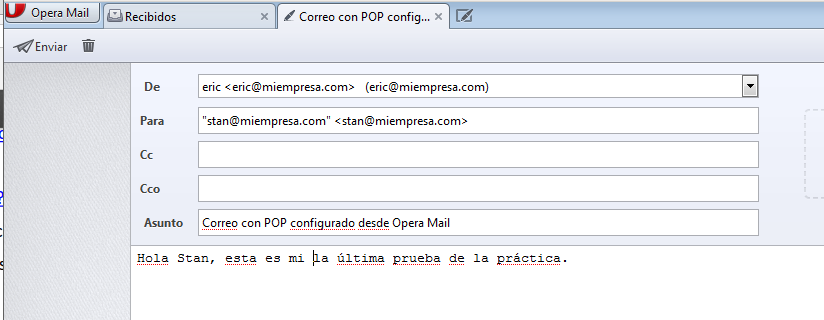 Opera Mail
Recibidos
Correo con POP config...
Enviar
De eric <eric@miempresa.com> (eric@miempresa.com)
Para "stan@miempresa.com" <stan@miempresa.com>
Cc
Cco
Asunto Correo con POP configurado desde Opera Mail
Hola Stan, esta es mi la última prueba de la práctica.